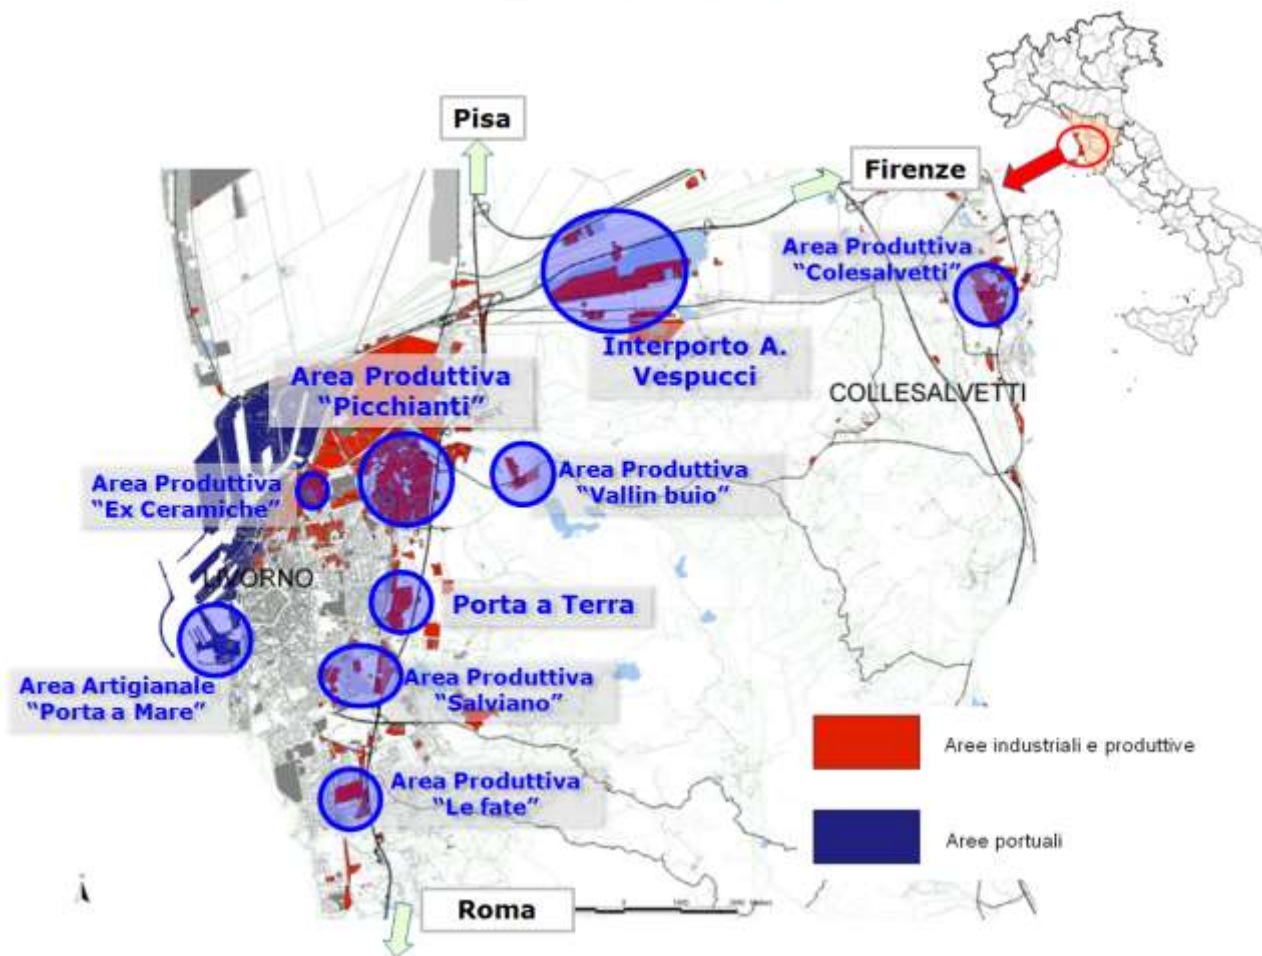 Pisa
Firenze
Area Produttiva
“Colesalvetti”
Interporto A.
Vespucci
Area Produttiva
“Picchianti”
COLLESALVETTI
Area Produttiva
“Ex Ceramiche”
Area Produttiva
“Vallin buio”
LIVORNO
Porta a Terra
Area Artigianale
“Porta a Mare”
Area Produttiva
“Salviano”
Aree industriali e produttive
Area Produttiva
“Le fate”
Aree portuali
Roma